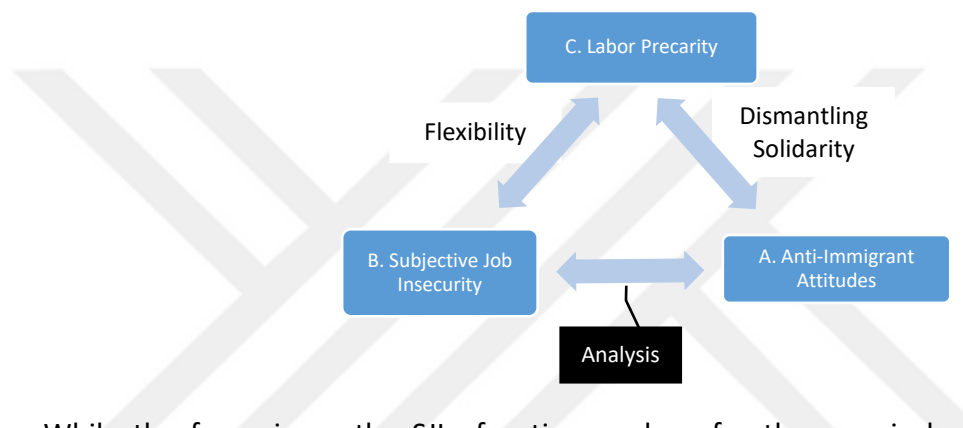 C. Labor Precarity
Flexibility
Dismantling
Solidarity
B. Subjective Job
Insecurity
A. Anti-Immigrant
Attitudes
Analysis